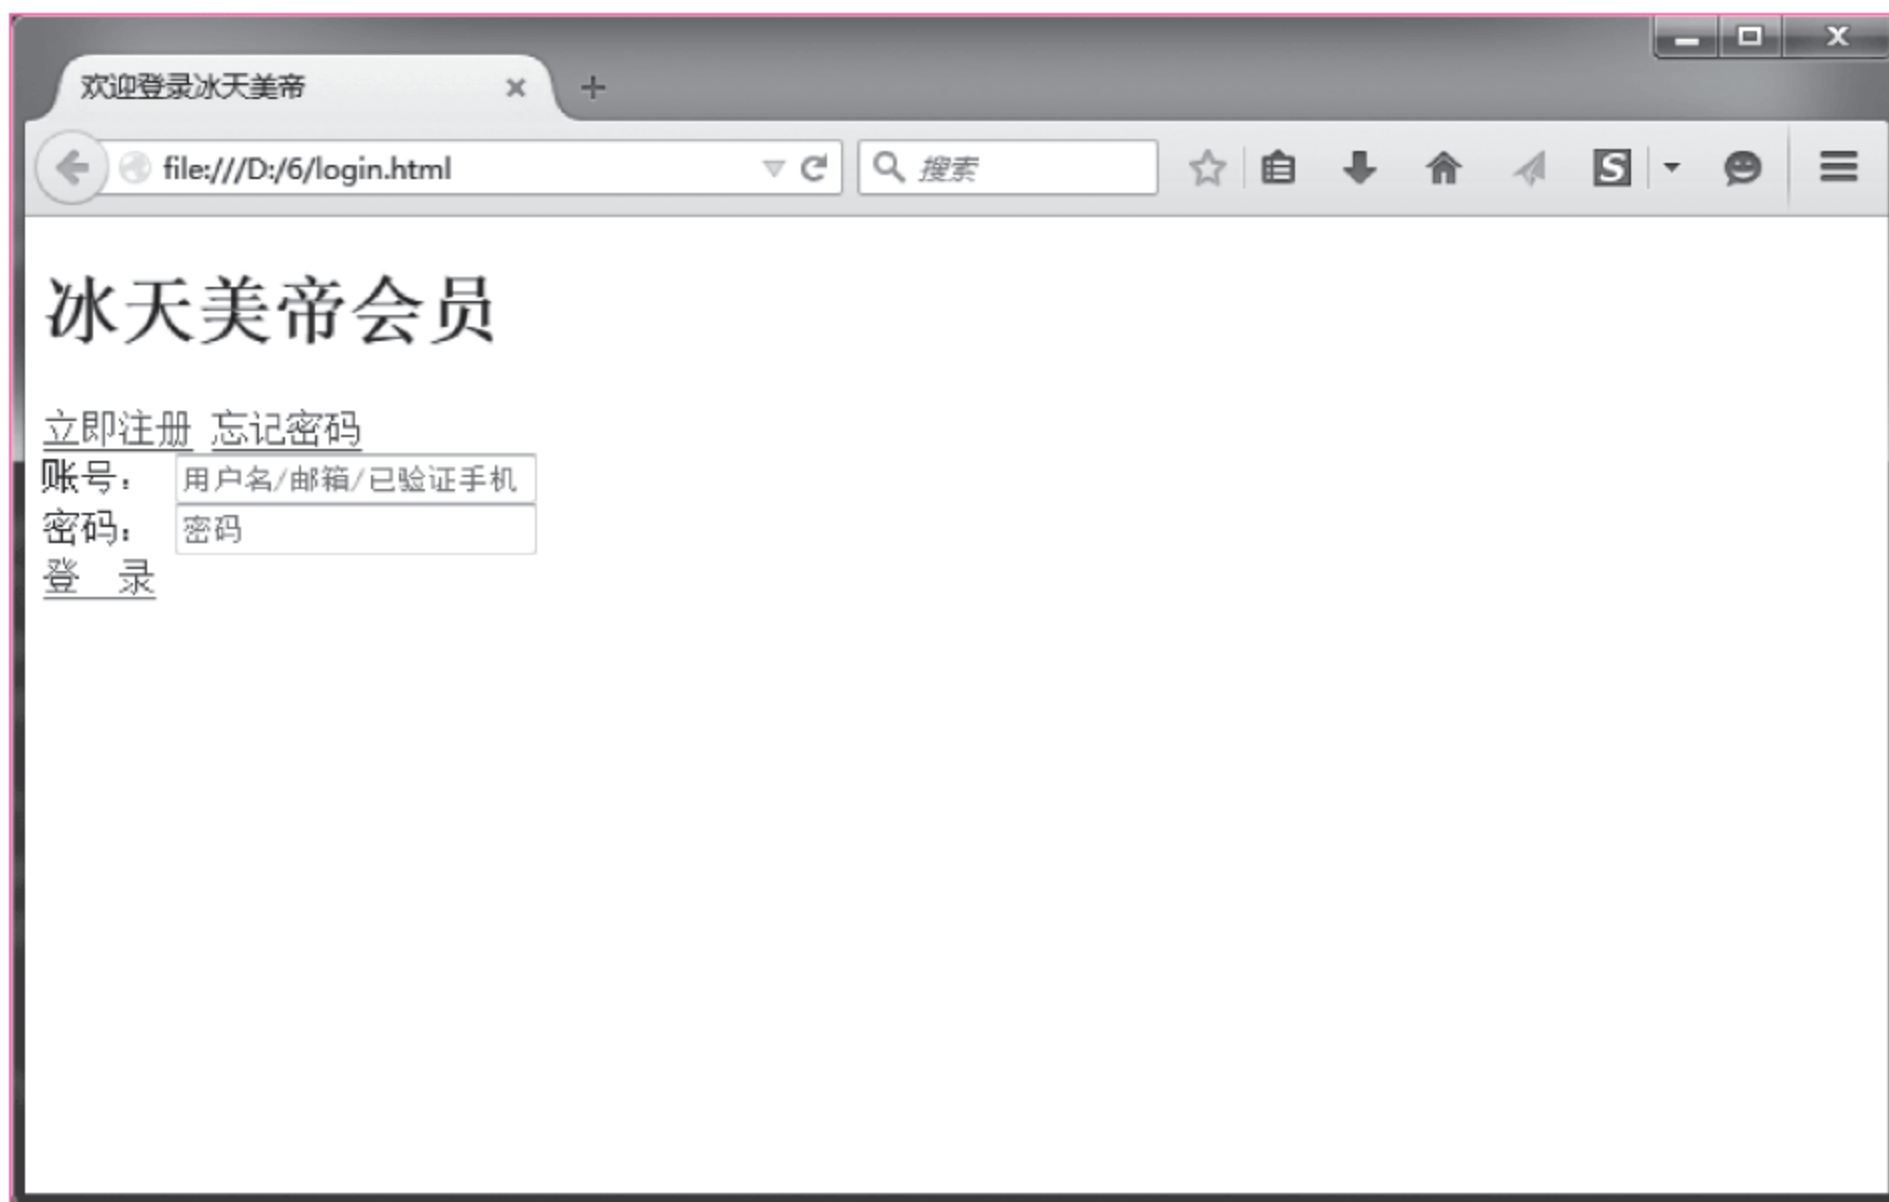 欢迎登录冰天美帝
file:///D:/6/login.html 搜索
冰天美帝会员
立即注册 忘记密码
账号： 用户名/邮箱/已验证手机
密码： 密码
登　录